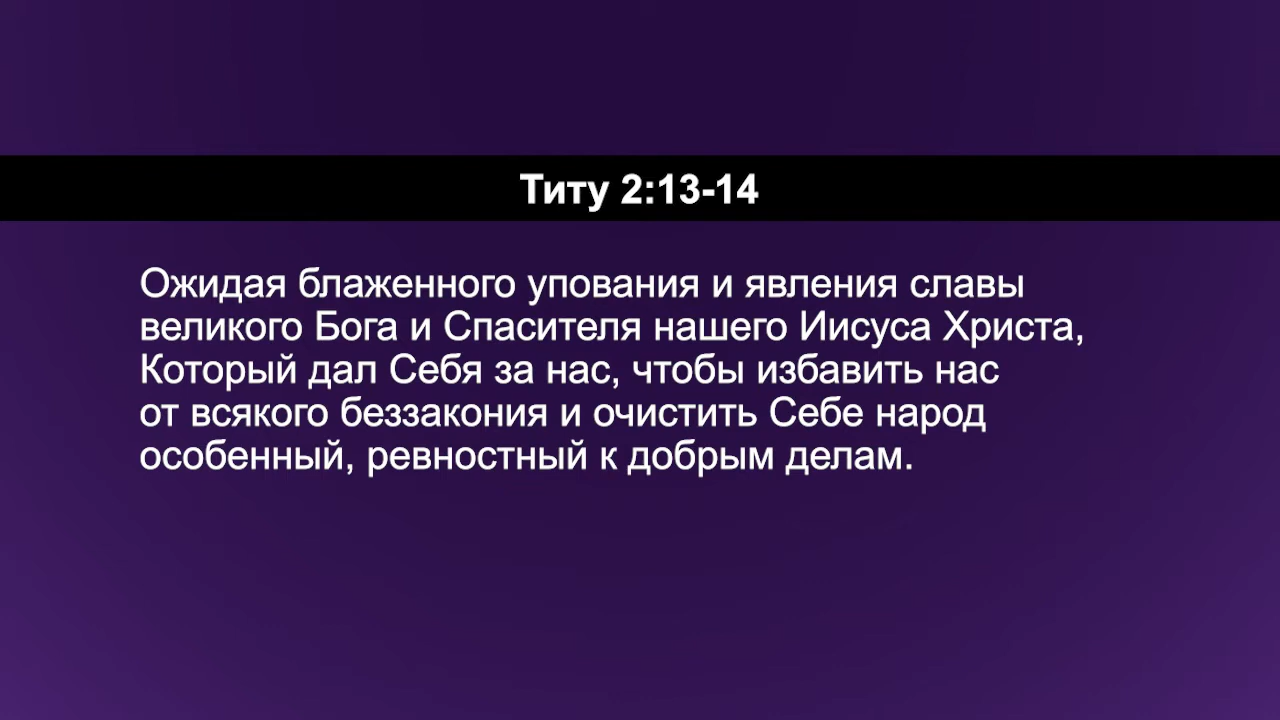 Титу 2:13-14
Ожидая блаженного упования и явления славы
великого Бога и Спасителя нашего Иисуса Христа,
Который дал Себя за нас, чтобы избавить нас
от всякого беззакония и очистить Себе народ
особенный, ревностный к добрым делам.